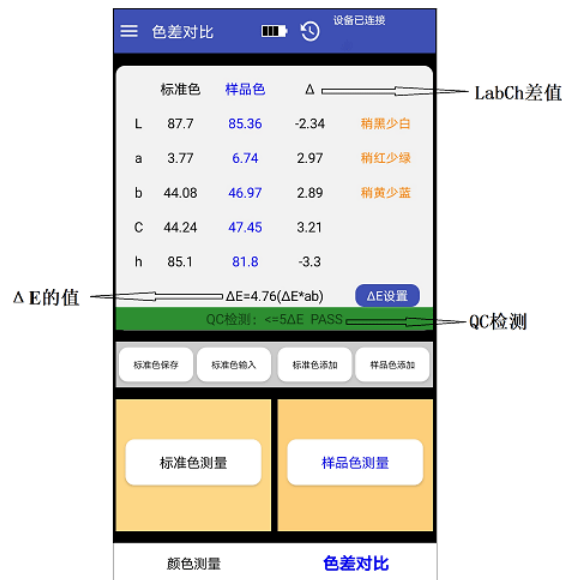 设备已连接
色差对比
标准色 样品色 Δ
LabCh差值
L 87.7 85.36 -2.34 稍黑少白
a 3.77 6.74 2.97 稍红少绿
b 44.08 46.97 2.89 稍黄少蓝
C 44.24 47.45 3.21
h 85.1 81.8 -3.3
ΔE的值
ΔE=4.76(ΔE*ab) ΔE设置
QC检测：<=5ΔE PASS
QC检测
标准色保存 标准色输入 标准色添加 样品色添加
标准色测量 样品色测量
颜色测量 色差对比